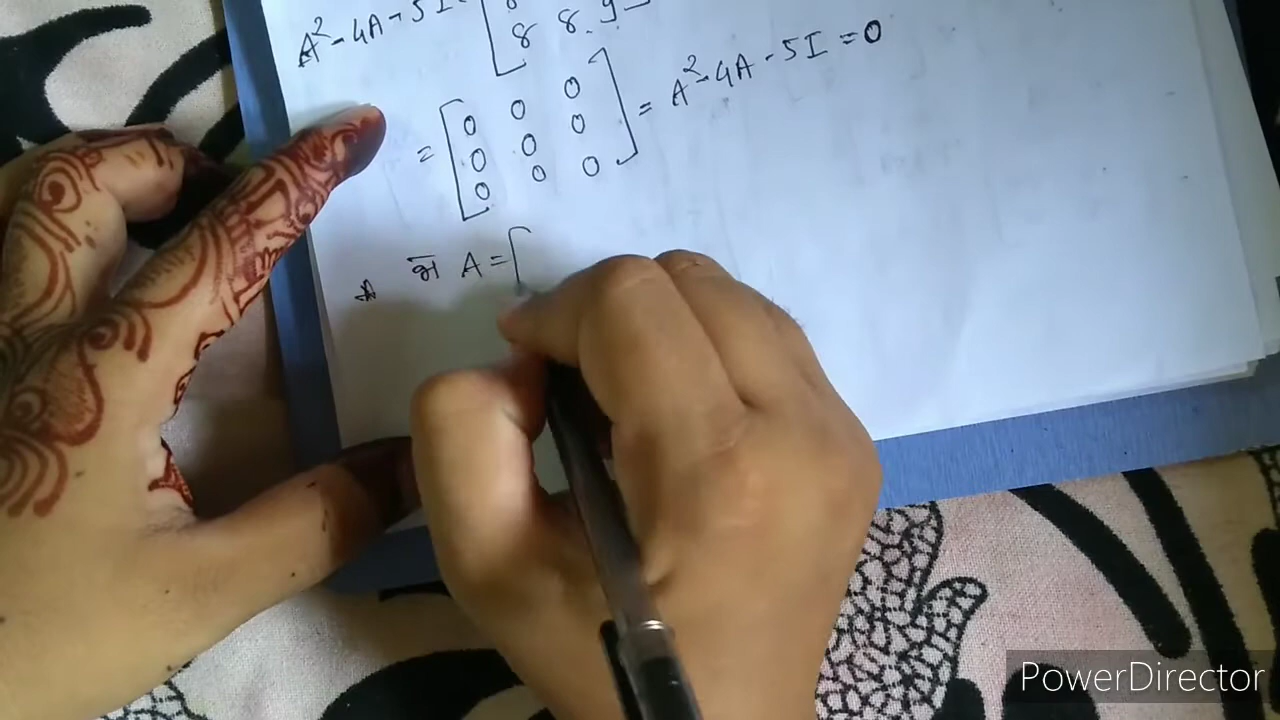 A² - 4A - 5I =
8 8 9
= [0 0 0
0 0 0
0 0 0] = A² - 4A - 5I = 0
A = [
PowerDirector